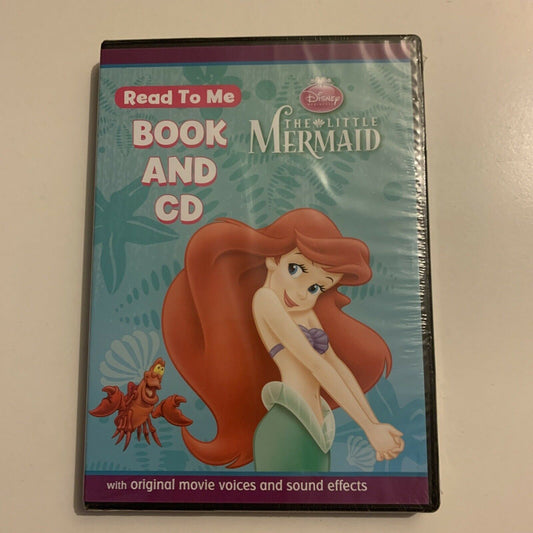 Read To Me
BOOK
AND
CD
Disney
THE LITTLE
MERMAID
with original movie voices and sound effects